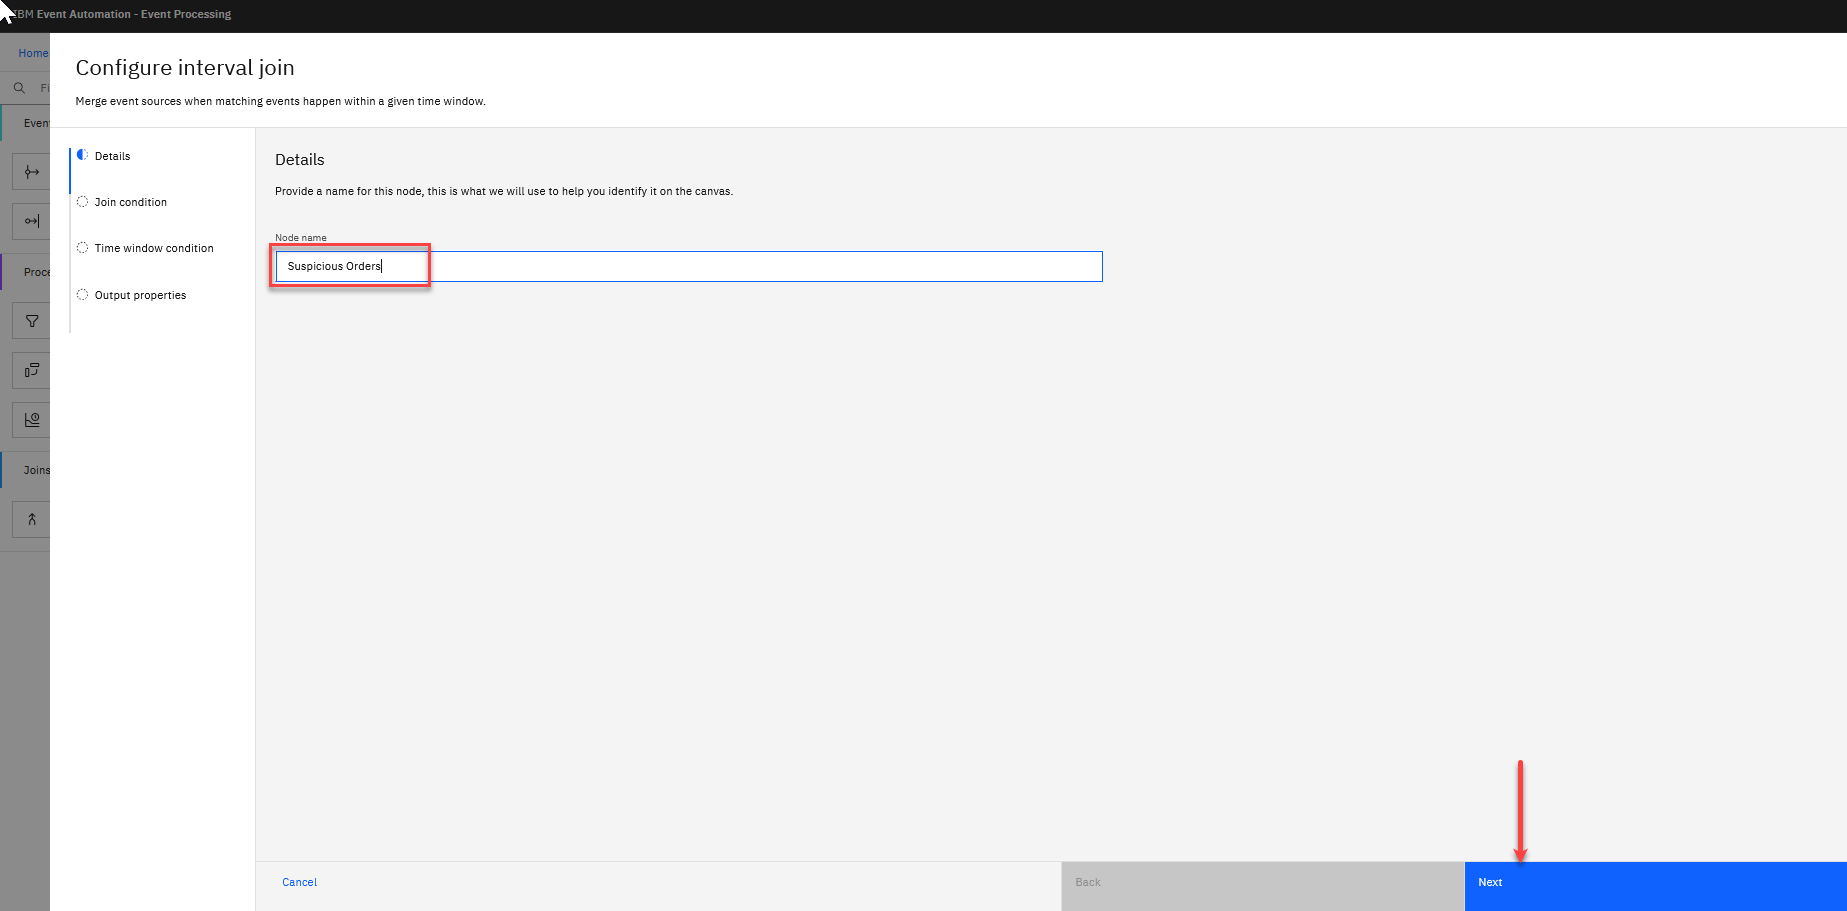 IBM Event Automation - Event Processing
Home
Configure interval join
Fi
Merge event sources when matching events happen within a given time window.
Even
Details
Join condition
Time window condition
Output properties
Proce
Joins
Details
Provide a name for this node, this is what we will use to help you identify it on the canvas.
Node name
Suspicious Orders
Cancel
Back
Next